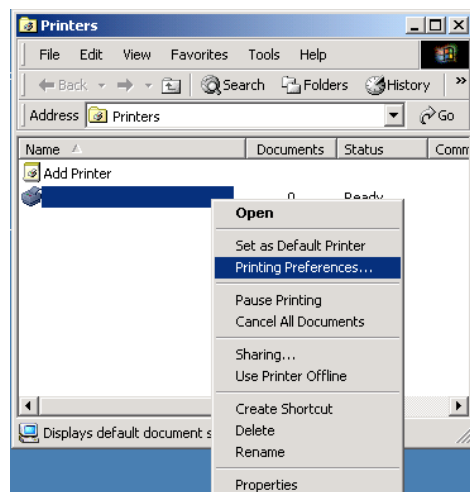 Printers
File Edit View Favorites Tools Help
Back Search Folders History »
Address Printers Go
Name Documents Status Comm
Add Printer
0 Ready
Open
Set as Default Printer
Printing Preferences...
Pause Printing
Cancel All Documents
Sharing...
Use Printer Offline
Create Shortcut
Displays default document s
Delete
Rename
Properties